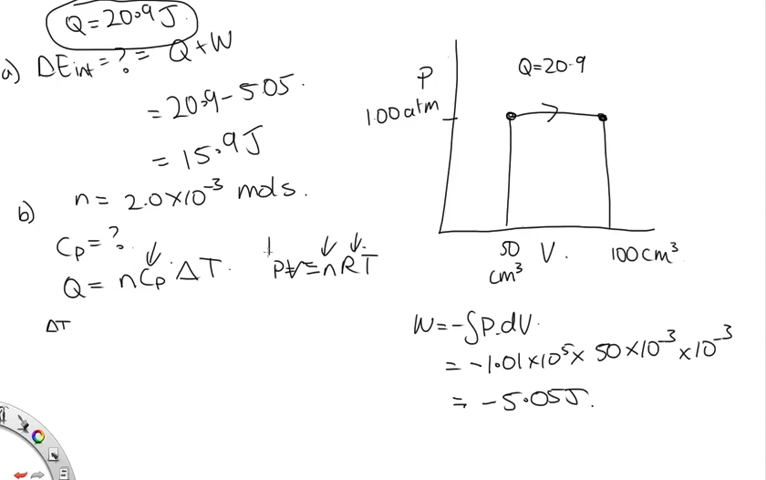 Q=20.9 J
a) ΔEint = ? = Q+W
= 20.9 - 5.05.
= 15.9 J
b) n = 2.0×10⁻³ mols.
Cp = ?
Q = nCp.ΔT.
PV=nRT
ΔT
P
Q=20.9
1.00 atm
50 cm³
V.
100 cm³
W = -∫P.dV.
= -1.01×10⁵ × 50×10⁻³ ×10⁻³
= -5.05J.